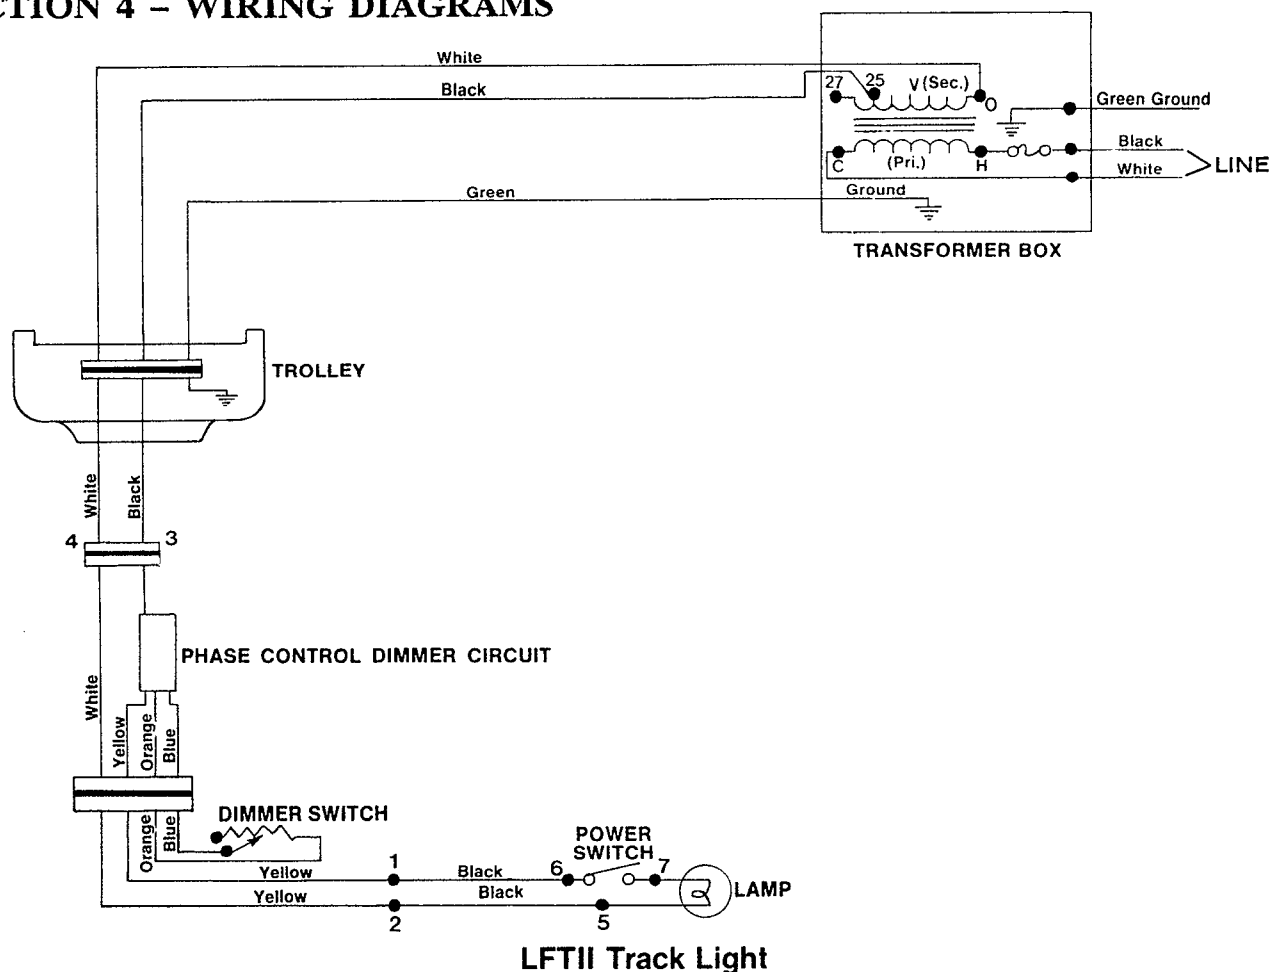 CTION 4 – WIRING DIAGRAMS
White
Black
27 25 V (Sec.) O
Green Ground
Black
C (Pri.) H
White
LINE
Green
Ground
TRANSFORMER BOX
TROLLEY
White
Black
4 3
PHASE CONTROL DIMMER CIRCUIT
White
Yellow
Orange
Blue
DIMMER SWITCH
Orange
Blue
POWER
SWITCH
Yellow 1 Black 6 7
Yellow 2 Black 5
LAMP
LFTII Track Light